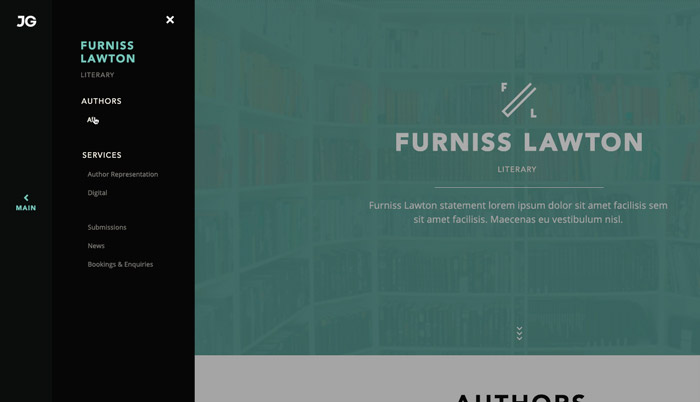 JG
FURNISS
LAWTON
LITERARY
AUTHORS
All
SERVICES
Author Representation
Digital
Submissions
News
Bookings & Enquiries
MAIN
F
L
FURNISS LAWTON
LITERARY
Furniss Lawton statement lorem ipsum dolor sit amet facilisis sem
sit amet facilisis. Maecenas eu vestibulum nisl.
AUTHORS